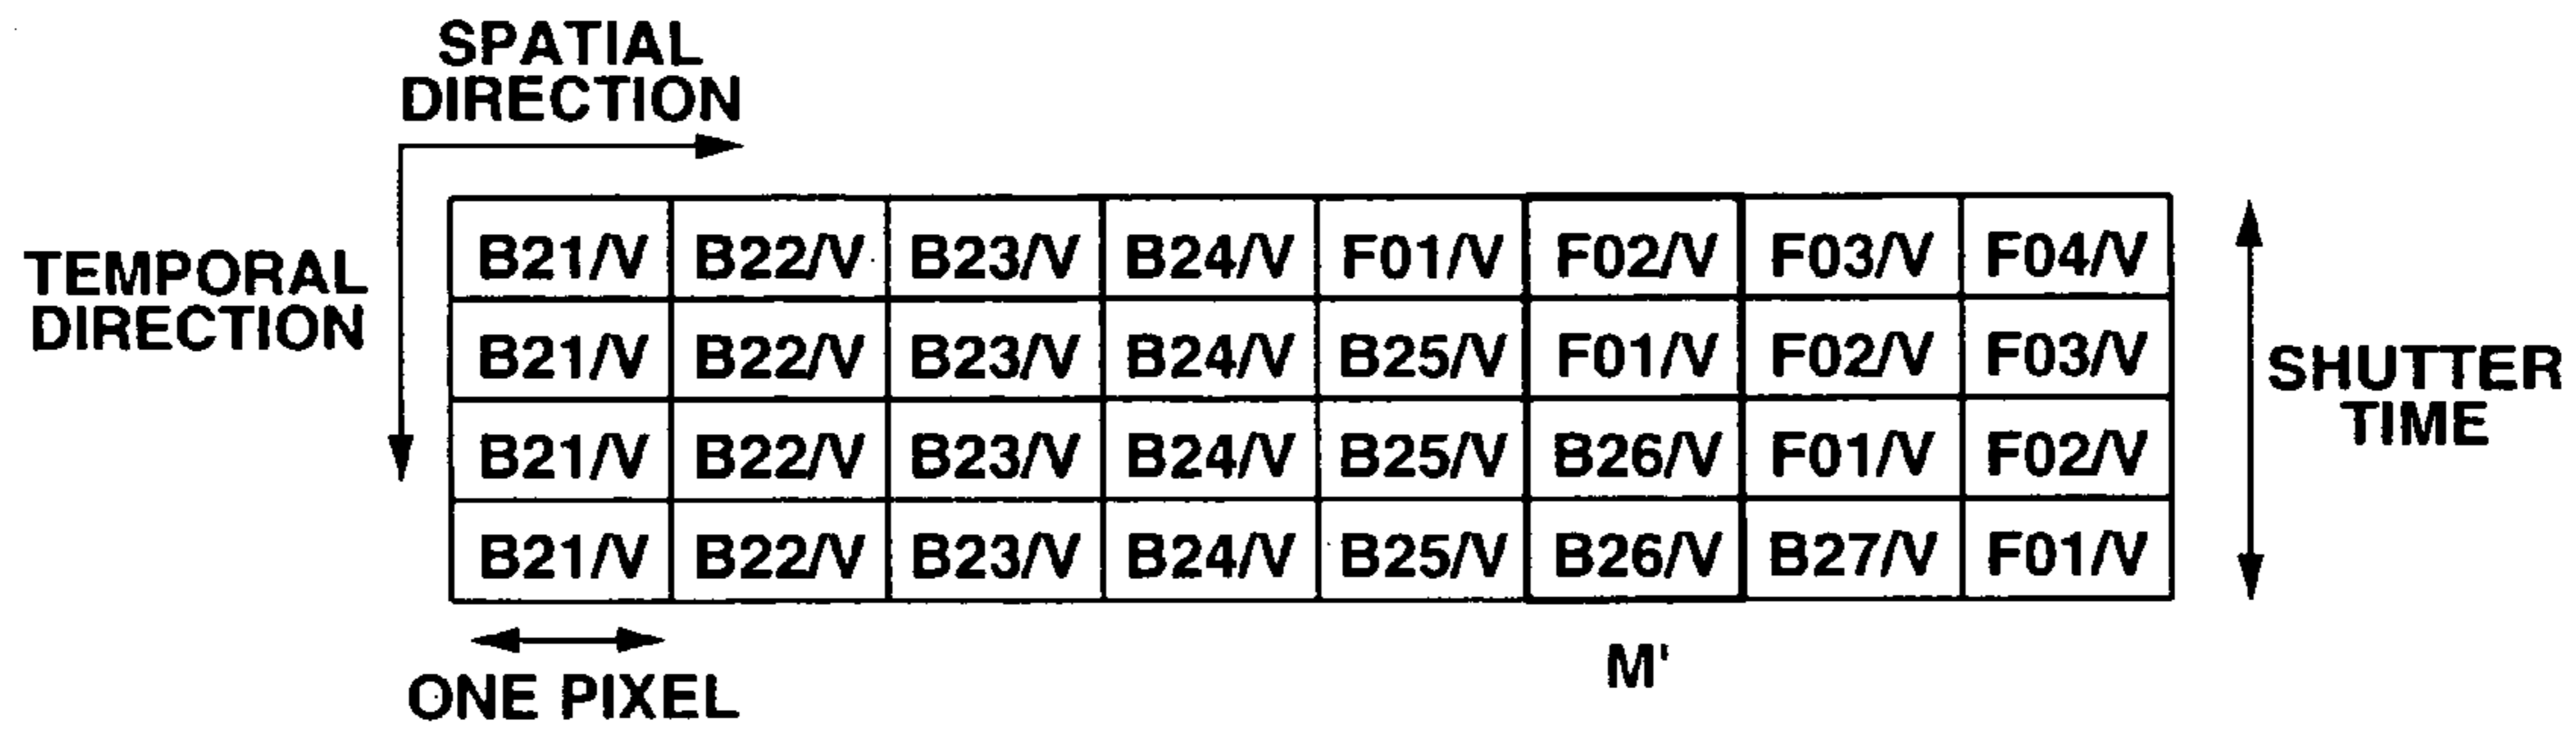 SPATIAL
DIRECTION
TEMPORAL
DIRECTION
B21/V B22/V B23/V B24/V F01/V F02/V F03/V F04/V
B21/V B22/V B23/V B24/V B25/V F01/V F02/V F03/V
B21/V B22/V B23/V B24/V B25/V B26/V F01/V F02/V
B21/V B22/V B23/V B24/V B25/V B26/V B27/V F01/V
SHUTTER
TIME
ONE PIXEL
M'